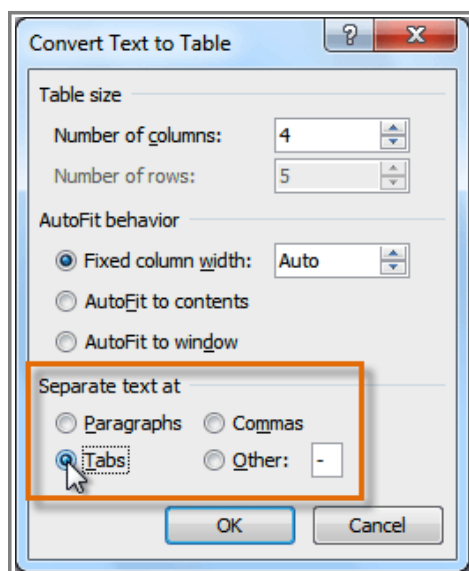 Convert Text to Table
Table size
Number of columns: 4
Number of rows: 5
AutoFit behavior
Fixed column width: Auto
AutoFit to contents
AutoFit to window
Separate text at
Paragraphs Commas
Tabs Other: -
OK Cancel